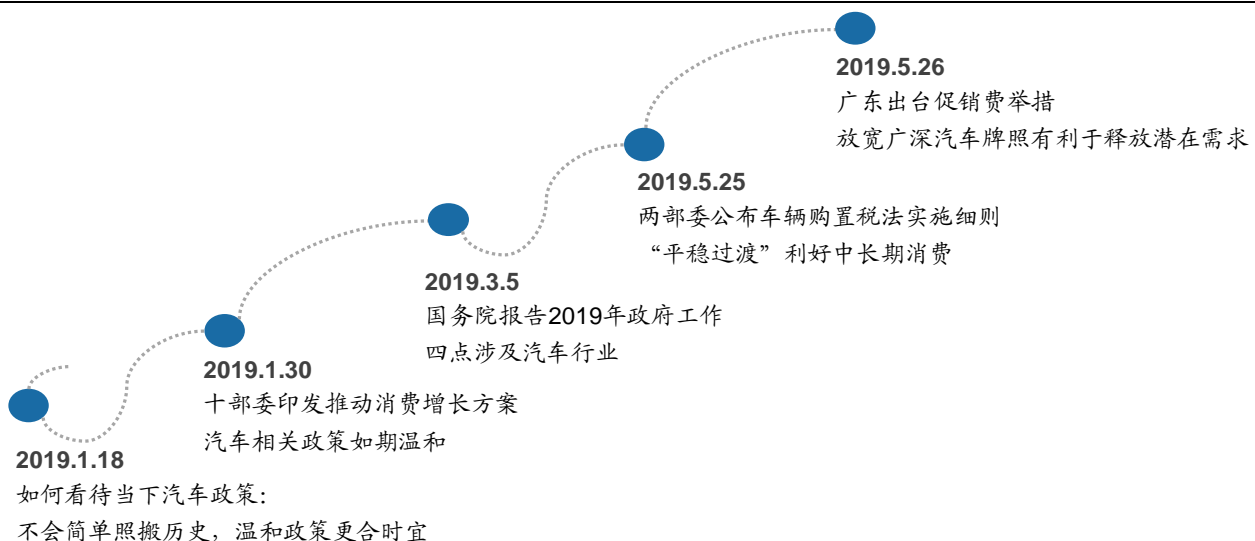 2019.5.26
广东出台促销费举措
放宽广深汽车牌照有利于释放潜在需求
2019.5.25
两部委公布车辆购置税法实施细则
“平稳过渡”利好中长期消费
2019.3.5
国务院报告2019年政府工作
四点涉及汽车行业
2019.1.30
十部委印发推动消费增长方案
汽车相关政策如期温和
2019.1.18
如何看待当下汽车政策：
不会简单照搬历史，温和政策更合时宜